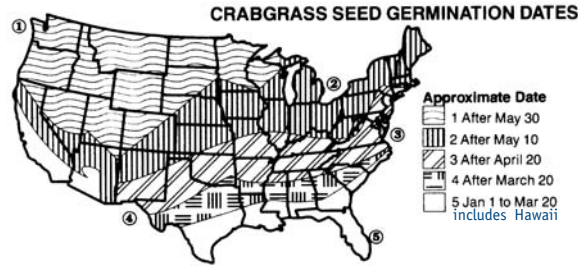 CRABGRASS SEED GERMINATION DATES
①
②
Approximate Date
1 After May 30
2 After May 10
③
3 After April 20
4 After March 20
④
5 Jan 1 to Mar 20
includes Hawaii
⑤